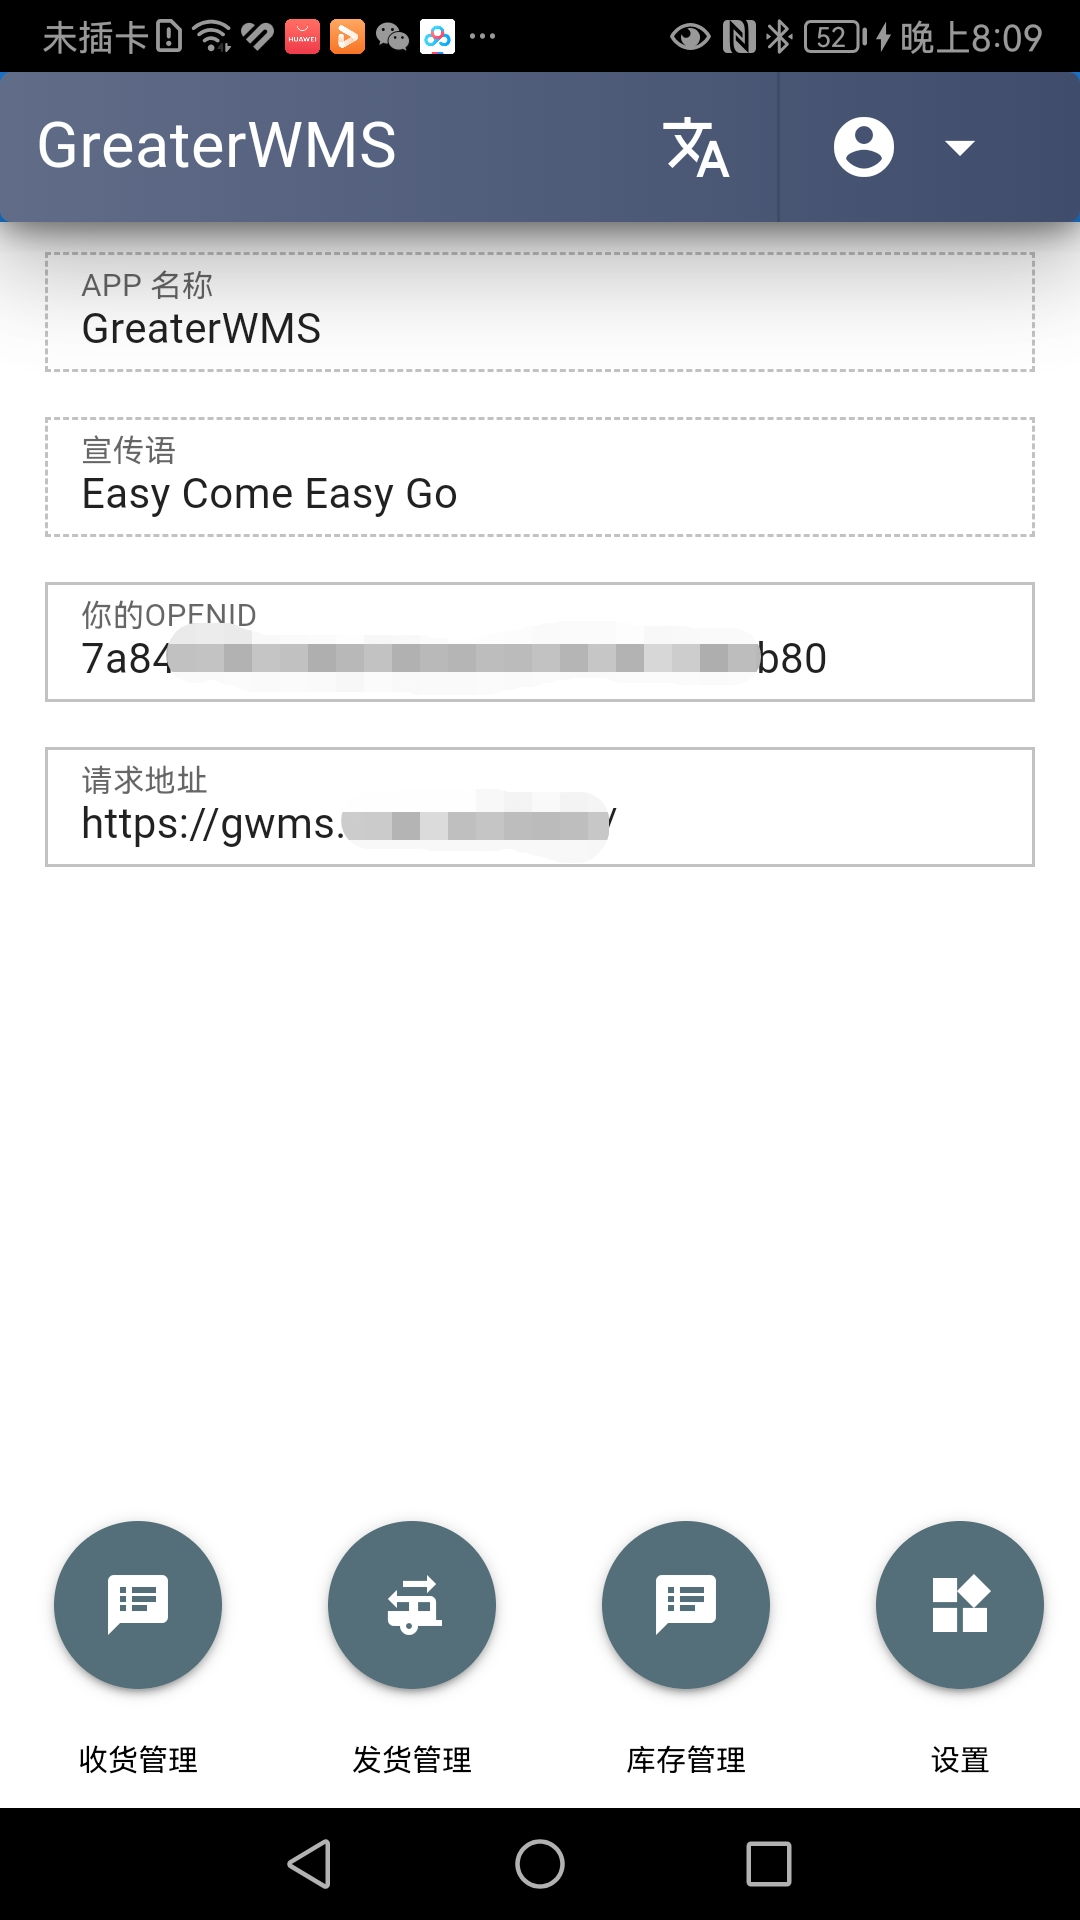 未插卡
HUAWEI
52
晚上8:09
GreaterWMS
APP 名称
GreaterWMS
宣传语
Easy Come Easy Go
你的OPENID
7a84 b80
请求地址
https://gwms. /
收货管理
发货管理
库存管理
设置